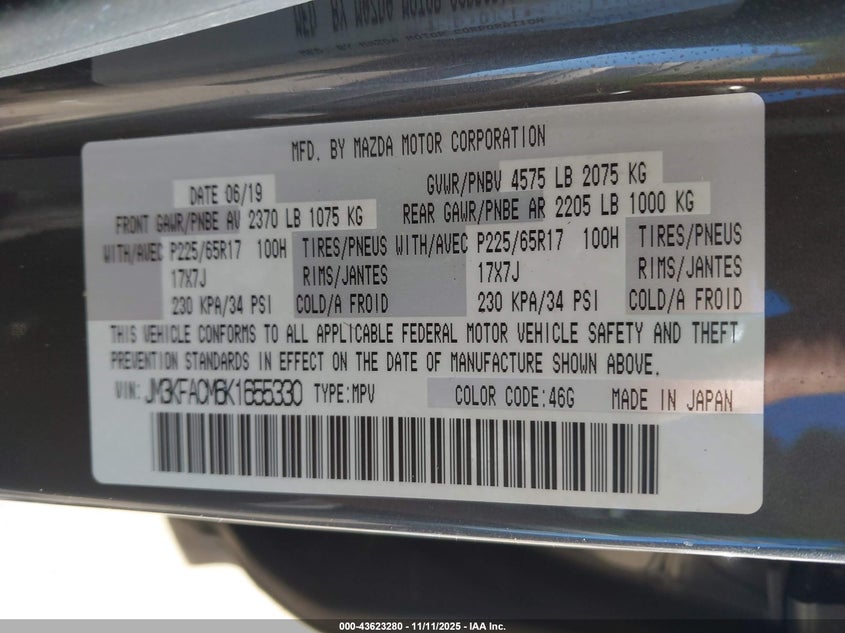 MFD. BY MAZDA MOTOR CORPORATION
DATE 06/19 GVWR/PNBV 4575 LB 2075 KG
FRONT GAWR/PNBE AV 2370 LB 1075 KG REAR GAWR/PNBE AR 2205 LB 1000 KG
WITH/AVEC P225/65R17 100H TIRES/PNEUS WITH/AVEC P225/65R17 100H TIRES/PNEUS
17X7J RIMS/JANTES 17X7J RIMS/JANTES
230 KPA/34 PSI COLD/A FROID 230 KPA/34 PSI COLD/A FROID
THIS VEHICLE CONFORMS TO ALL APPLICABLE FEDERAL MOTOR VEHICLE SAFETY AND THEFT
PREVENTION STANDARDS IN EFFECT ON THE DATE OF MANUFACTURE SHOWN ABOVE.
VIN: JM3KFACM6K1655330 TYPE:MPV COLOR CODE:46G MADE IN JAPAN
000-43623280 - 11/11/2025 - IAA Inc.